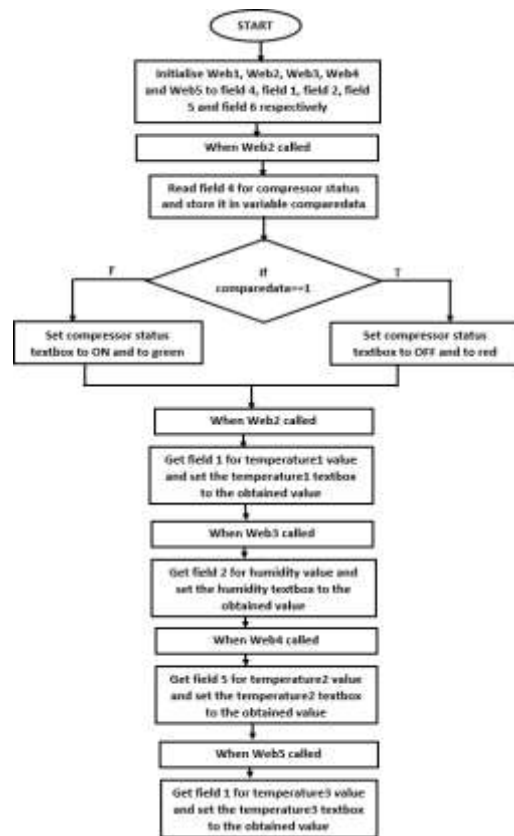 START
Initialise Web1, Web2, Web3, Web4
and Web5 to field 4, field 1, field 2, field
5 and field 6 respectively
When Web2 called
Read field 4 for compressor status
and store it in variable comparedata
If
comparedata==1
F
T
Set compressor status
textbox to ON and to green
Set compressor status
textbox to OFF and to red
When Web2 called
Get field 1 for temperature1 value
and set the temperature1 textbox
to the obtained value
When Web3 called
Get field 2 for humidity value and
set the humidity textbox to the
obtained value
When Web4 called
Get field 5 for temperature2 value
and set the temperature2 textbox
to the obtained value
When Web5 called
Get field 1 for temperature3 value
and set the temperature3 textbox
to the obtained value